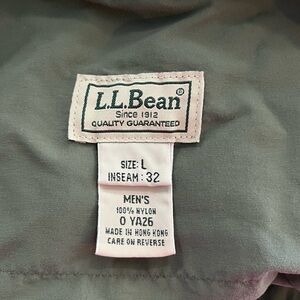 L.L.Bean®
Since 1912
QUALITY GUARANTEED
SIZE: L
INSEAM: 32
MEN'S
100% NYLON
0 YA26
MADE IN HONG KONG
CARE ON REVERSE